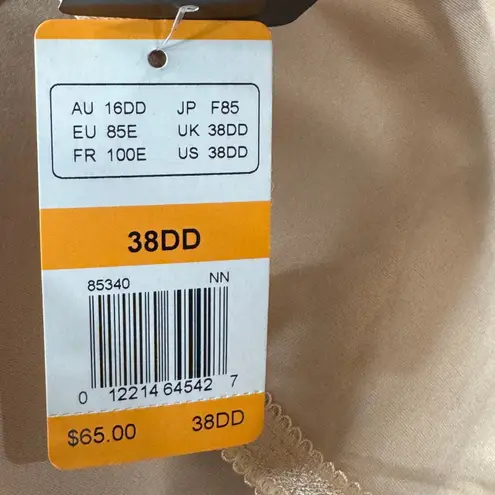 AU 16DD JP F85
EU 85E UK 38DD
FR 100E US 38DD
38DD
85340 NN
0 12214 64542 7
$65.00 38DD